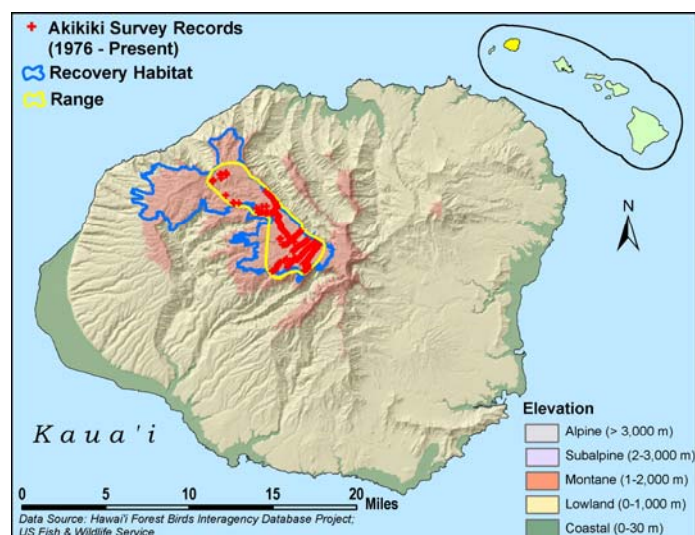 Akikiki Survey Records
(1976 - Present)
Recovery Habitat
Range
N
Kaua'i
Elevation
Alpine (> 3,000 m)
Subalpine (2-3,000 m)
Montane (1-2,000 m)
Lowland (0-1,000 m)
Coastal (0-30 m)
0 5 10 15 20
Miles
Data Source: Hawai'i Forest Birds Interagency Database Project;
US Fish & Wildlife Service